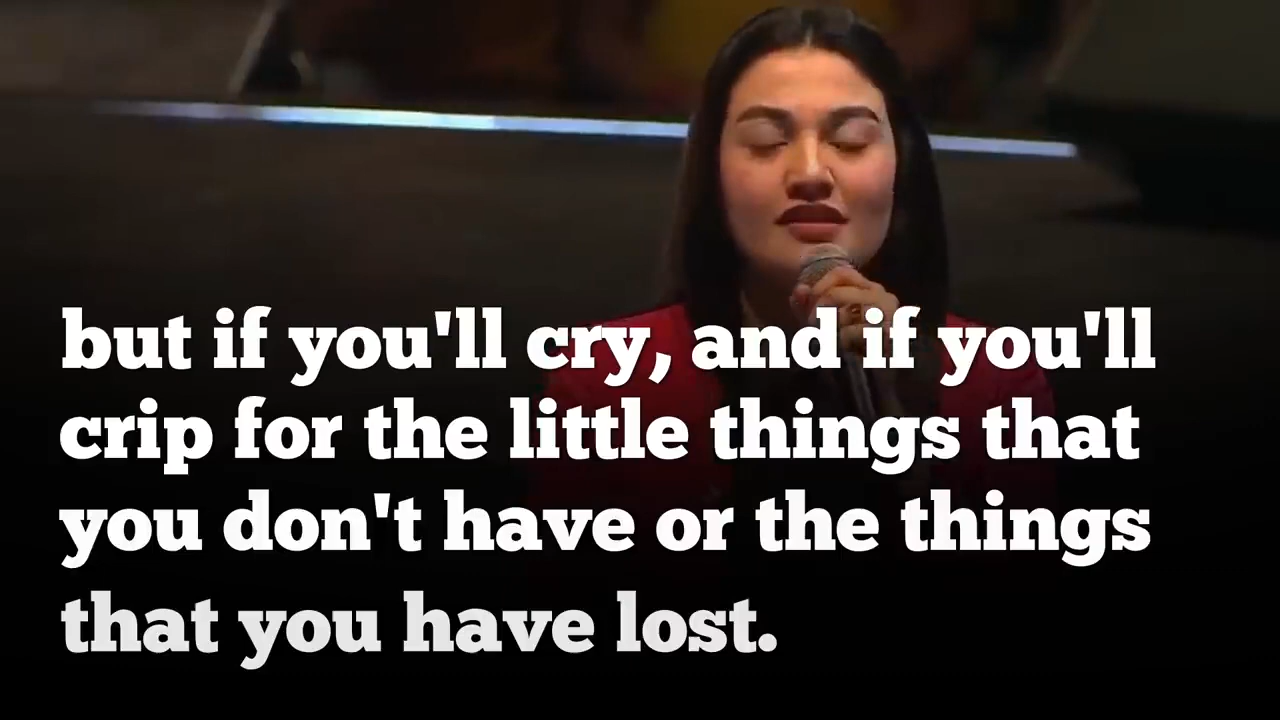 but if you'll cry, and if you'll
crip for the little things that
you don't have or the things
that you have lost.